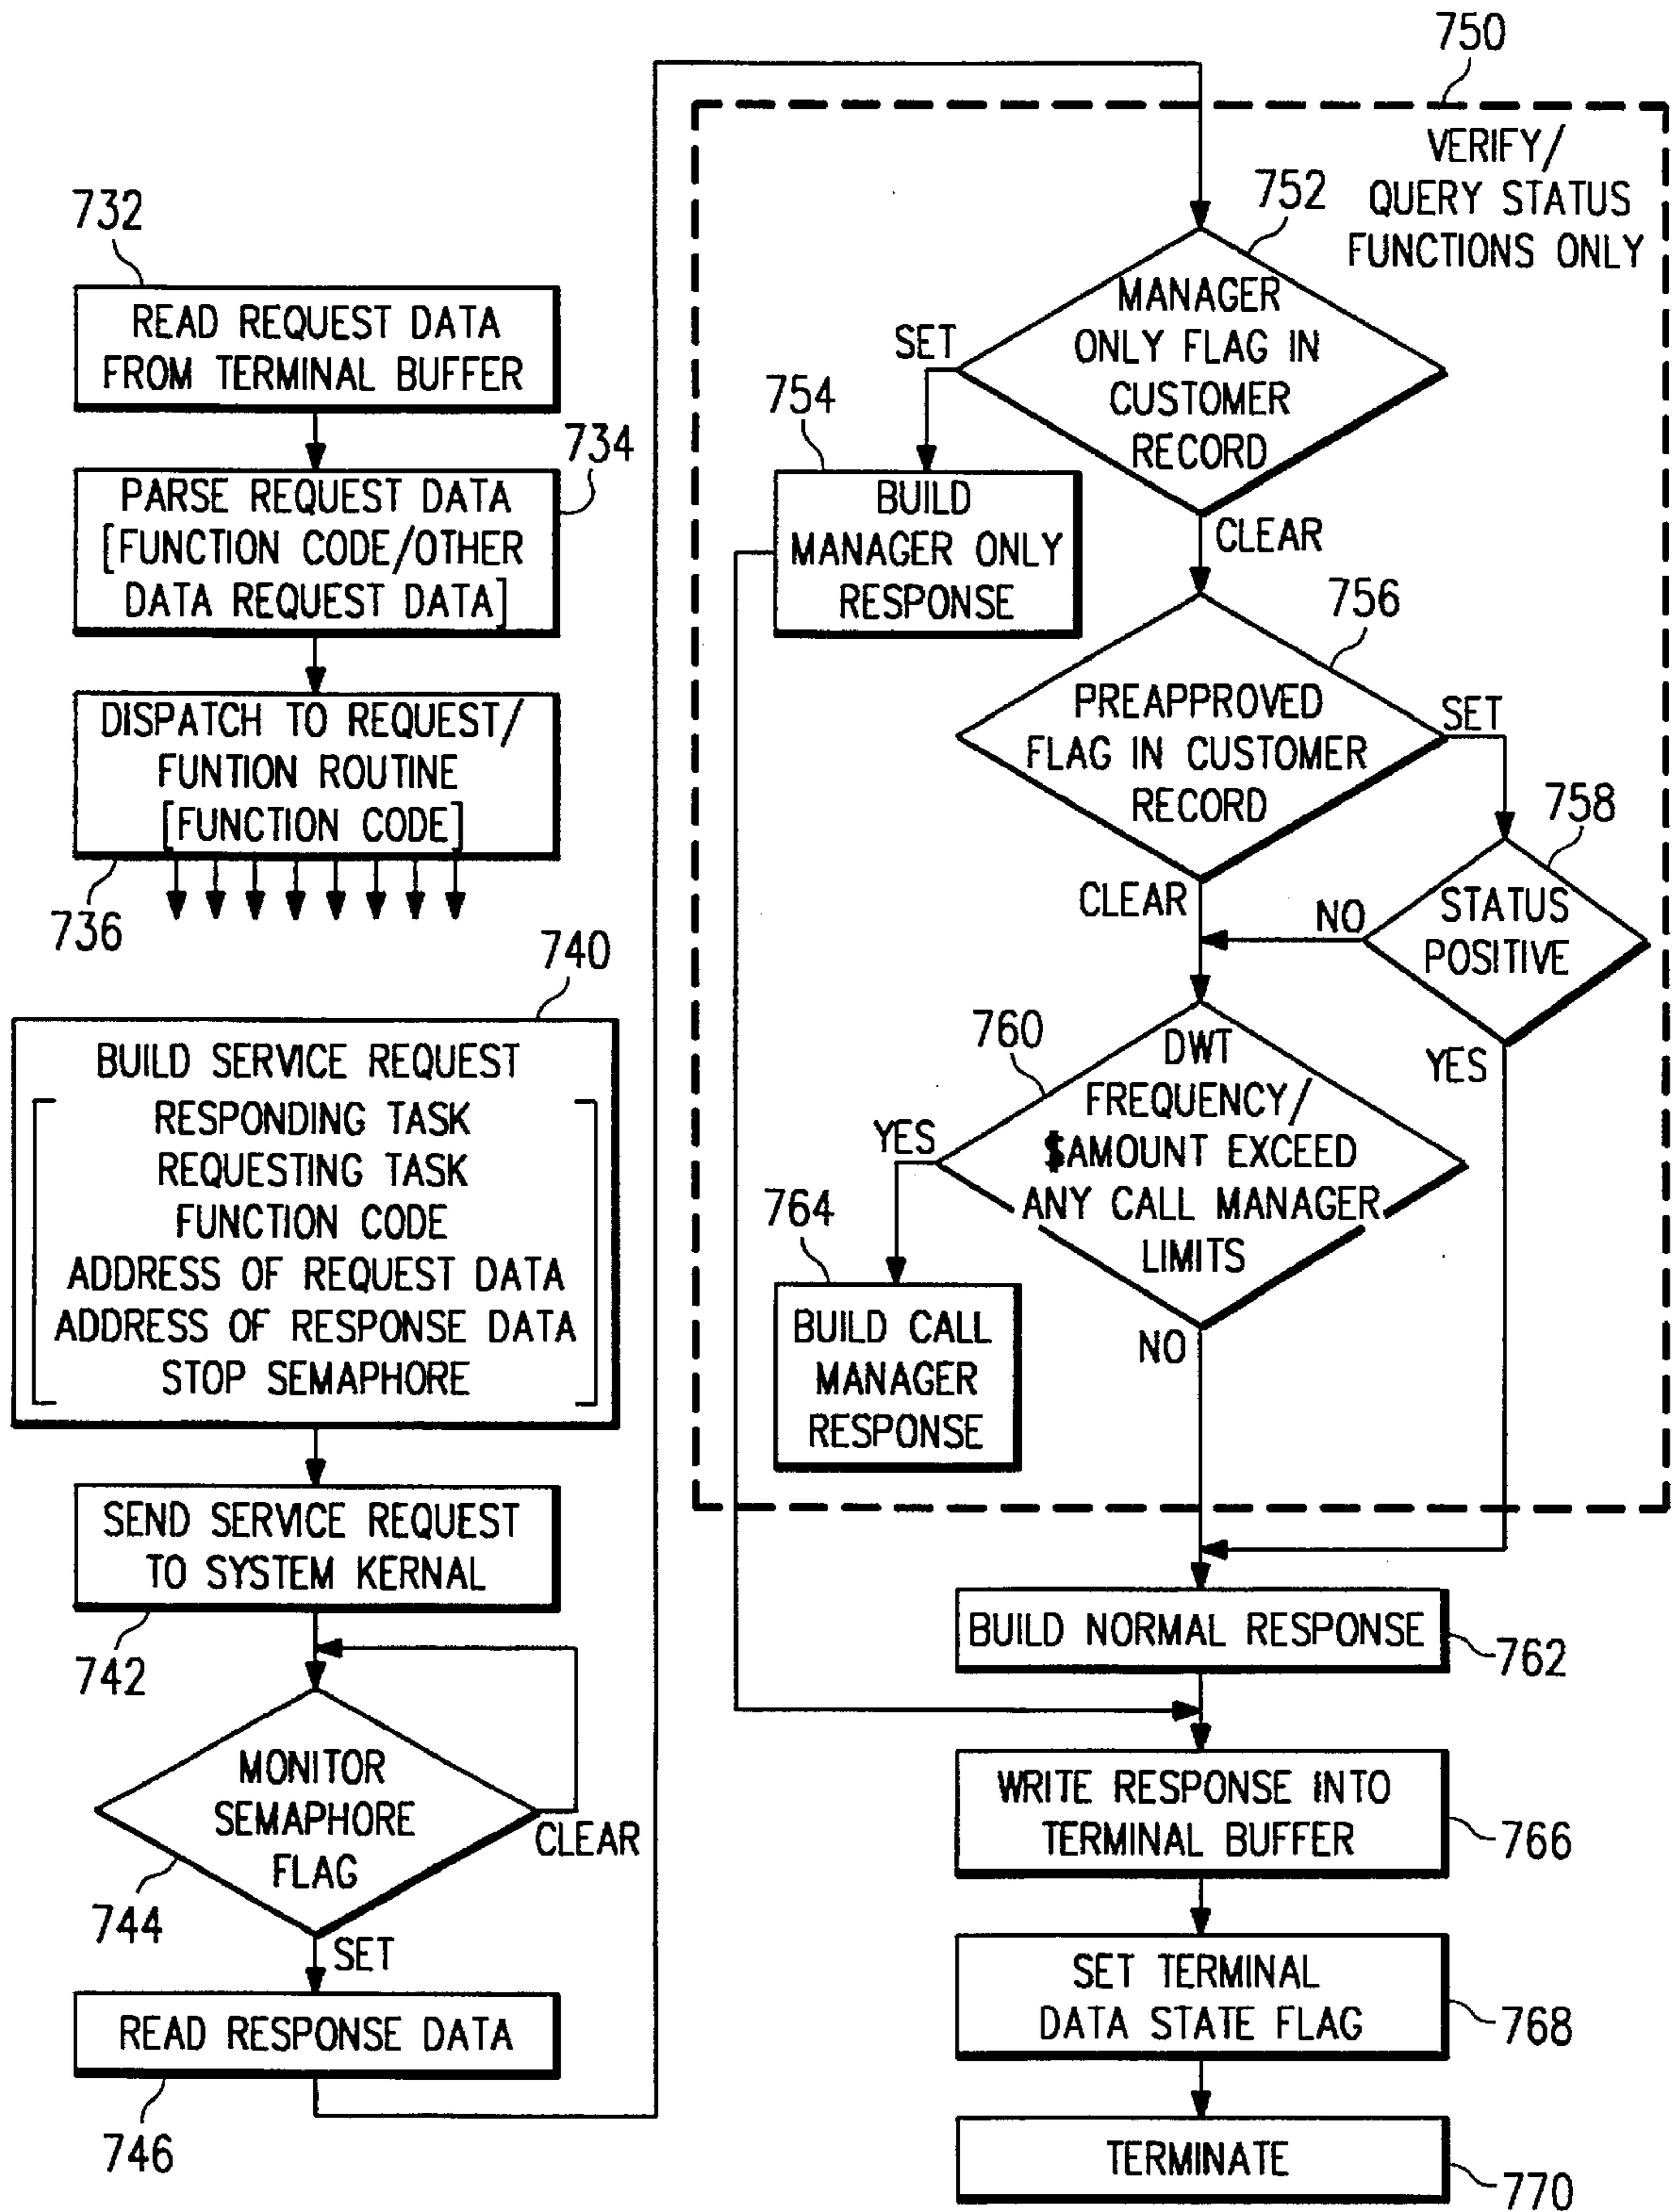 732
READ REQUEST DATA
FROM TERMINAL BUFFER
734
PARSE REQUEST DATA
[FUNCTION CODE/OTHER
DATA REQUEST DATA]
DISPATCH TO REQUEST/
FUNTION ROUTINE
[FUNCTION CODE]
736
740
BUILD SERVICE REQUEST
RESPONDING TASK
REQUESTING TASK
FUNCTION CODE
ADDRESS OF REQUEST DATA
ADDRESS OF RESPONSE DATA
STOP SEMAPHORE
SEND SERVICE REQUEST
TO SYSTEM KERNAL
742
MONITOR
SEMAPHORE
FLAG
CLEAR
744
SET
READ RESPONSE DATA
746
750
VERIFY/
QUERY STATUS
FUNCTIONS ONLY
752
MANAGER
ONLY FLAG IN
CUSTOMER
RECORD
SET
754
BUILD
MANAGER ONLY
RESPONSE
CLEAR
756
PREAPPROVED
FLAG IN CUSTOMER
RECORD
SET
758
STATUS
POSITIVE
CLEAR
NO
YES
760
DWT
FREQUENCY/
$AMOUNT EXCEED
ANY CALL MANAGER
LIMITS
YES
764
BUILD CALL
MANAGER
RESPONSE
NO
BUILD NORMAL RESPONSE
762
WRITE RESPONSE INTO
TERMINAL BUFFER
766
SET TERMINAL
DATA STATE FLAG
768
TERMINATE
770